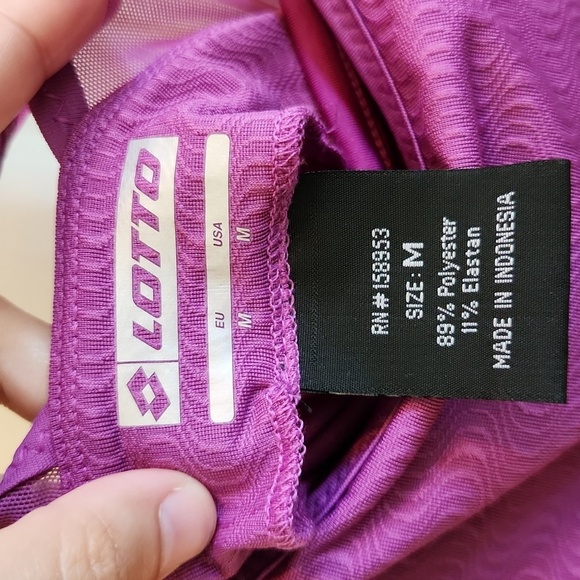 LOTTO
EU USA
M M
RN#158953
SIZE: M
89% Polyester
11% Elastan
MADE IN INDONESIA